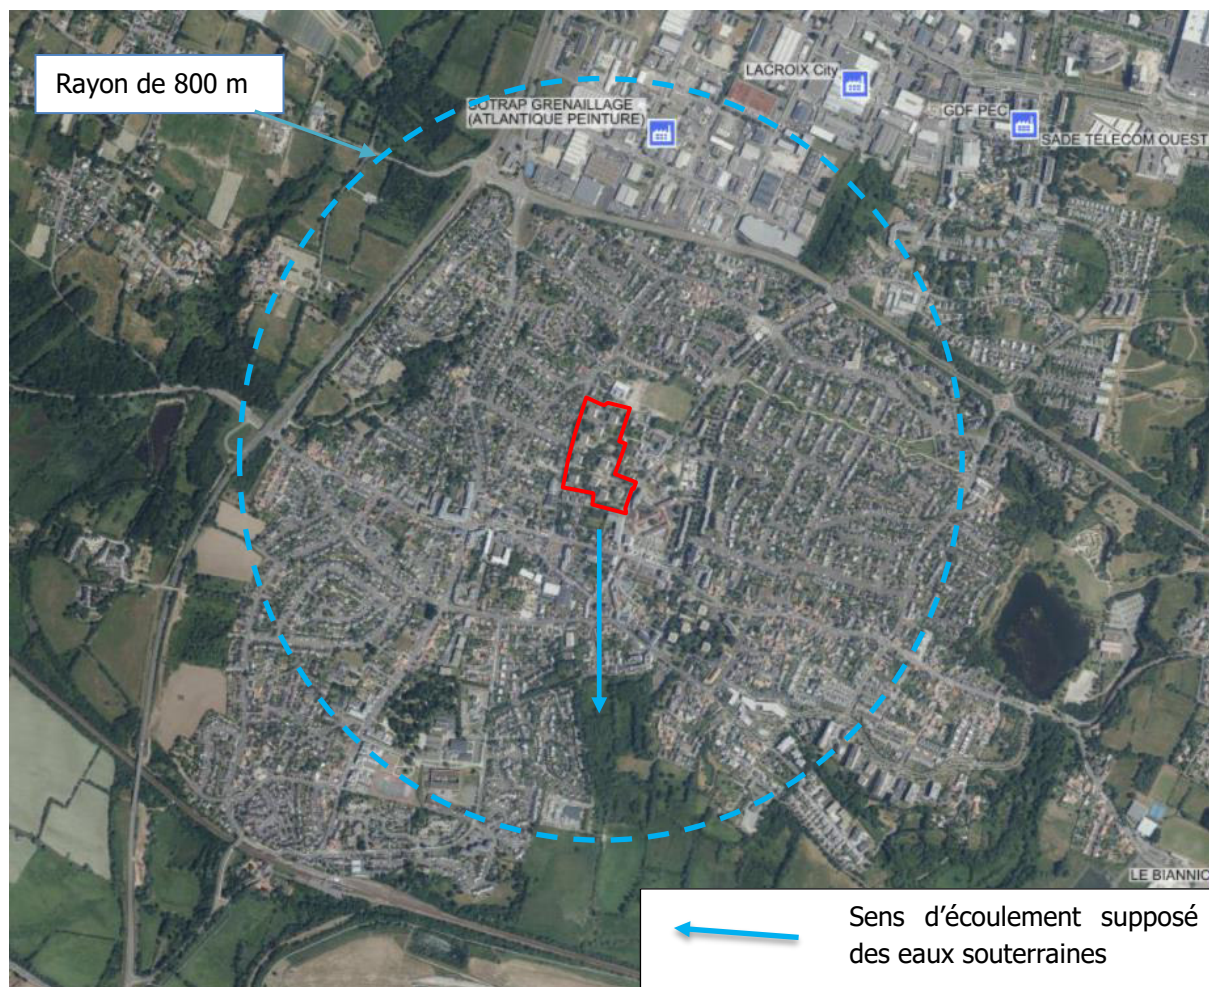 Rayon de 800 m
LACROIX City
SOTRAP GRENAILLAGE
(ATLANTIQUE PEINTURE)
GDF PEC
SADE TELECOM OUEST
LE BIANNIC
Sens d’écoulement supposé
des eaux souterraines